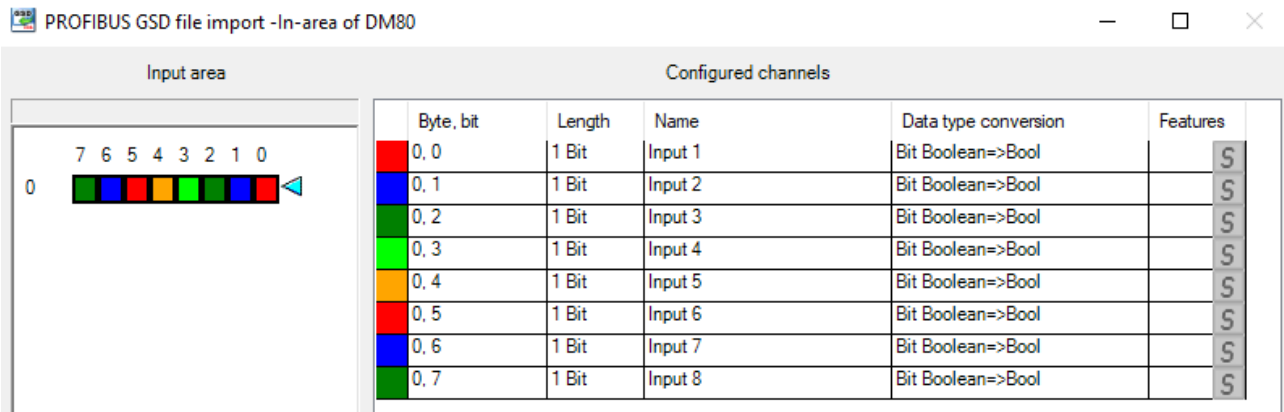 PROFIBUS GSD file import -In-area of DM80
Input area
7 6 5 4 3 2 1 0
0
Configured channels
Byte, bit Length Name Data type conversion Features
0, 0 1 Bit Input 1 Bit Boolean=>Bool S
0, 1 1 Bit Input 2 Bit Boolean=>Bool S
0, 2 1 Bit Input 3 Bit Boolean=>Bool S
0, 3 1 Bit Input 4 Bit Boolean=>Bool S
0, 4 1 Bit Input 5 Bit Boolean=>Bool S
0, 5 1 Bit Input 6 Bit Boolean=>Bool S
0, 6 1 Bit Input 7 Bit Boolean=>Bool S
0, 7 1 Bit Input 8 Bit Boolean=>Bool S